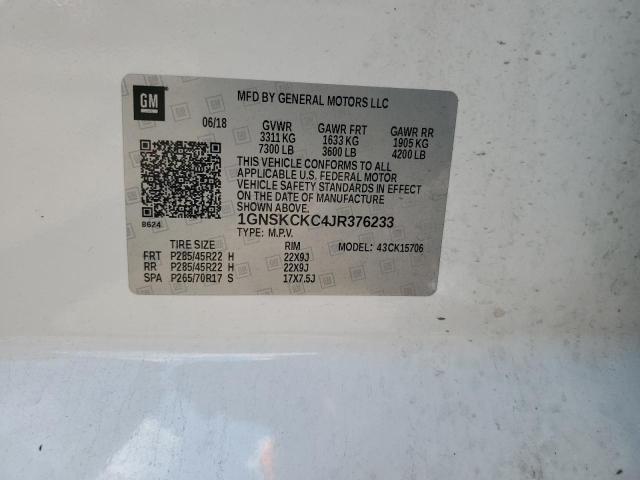 GM
MFD BY GENERAL MOTORS LLC
06/18 GVWR GAWR FRT GAWR RR
3311 KG 1633 KG 1905 KG
7300 LB 3600 LB 4200 LB
THIS VEHICLE CONFORMS TO ALL
APPLICABLE U.S. FEDERAL MOTOR
VEHICLE SAFETY STANDARDS IN EFFECT
ON THE DATE OF MANUFACTURE
SHOWN ABOVE.
1GNSKCKC4JR376233
8624 TYPE: M.P.V.
TIRE SIZE RIM MODEL: 43CK15706
FRT P285/45R22 H 22X9J
RR P285/45R22 H 22X9J
SPA P265/70R17 S 17X7.5J